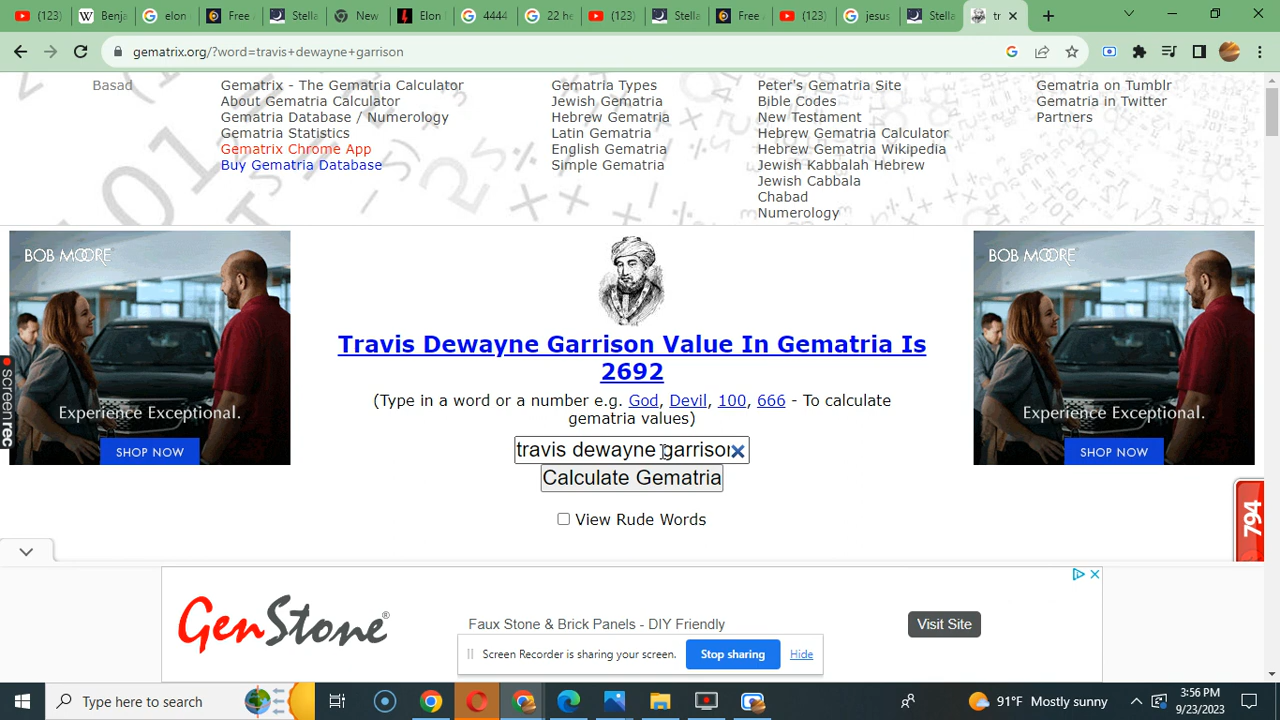 (123)
Benja
elon
Free
Stella
New
Elon
4444
22 he
(123)
Stella
Free
(123)
jesus
Stella
tr
gematrix.org/?word=travis+dewayne+garrison
Basad
Gematrix - The Gematria Calculator
About Gematria Calculator
Gematria Database / Numerology
Gematria Statistics
Gematrix Chrome App
Buy Gematria Database
Gematria Types
Jewish Gematria
Hebrew Gematria
Latin Gematria
English Gematria
Simple Gematria
Peter's Gematria Site
Bible Codes
New Testament
Hebrew Gematria Calculator
Hebrew Gematria Wikipedia
Jewish Kabbalah Hebrew
Jewish Cabbala
Chabad
Numerology
Gematria on Tumblr
Gematria in Twitter
Partners
BOB MOORE
Experience Exceptional.
SHOP NOW
Travis Dewayne Garrison Value In Gematria Is
2692
(Type in a word or a number e.g. God, Devil, 100, 666 - To calculate
gematria values)
travis dewayne garrison
Calculate Gematria
View Rude Words
BOB MOORE
Experience Exceptional.
SHOP NOW
screenrec
794
GenStone®
Faux Stone & Brick Panels - DIY Friendly
Visit Site
Screen Recorder is sharing your screen.
Stop sharing
Hide
Type here to search
91°F Mostly sunny
3:56 PM
9/23/2023